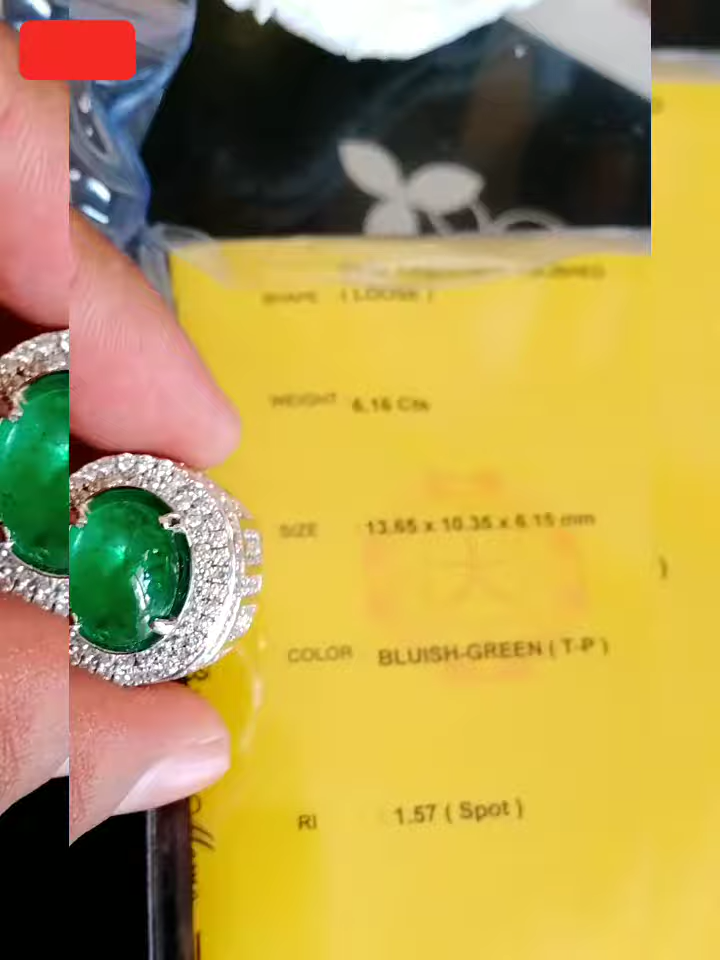 SHAPE ( LOOSE )
WEIGHT : 6.16 Cts
SIZE : 13.65 x 10.35 x 6.15 mm
COLOR BLUISH-GREEN ( T-P )
)
RI : 1.57 ( Spot )